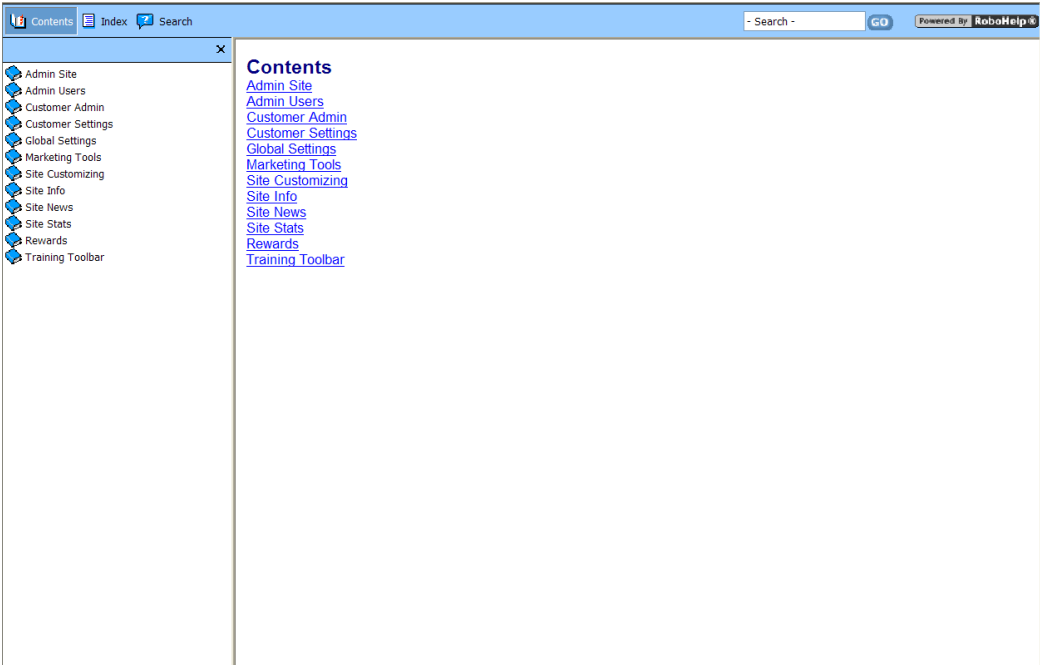 Contents Index Search - Search - GO Powered By RoboHelp®
Admin Site
Admin Users
Customer Admin
Customer Settings
Global Settings
Marketing Tools
Site Customizing
Site Info
Site News
Site Stats
Rewards
Training Toolbar
Contents
Admin Site
Admin Users
Customer Admin
Customer Settings
Global Settings
Marketing Tools
Site Customizing
Site Info
Site News
Site Stats
Rewards
Training Toolbar